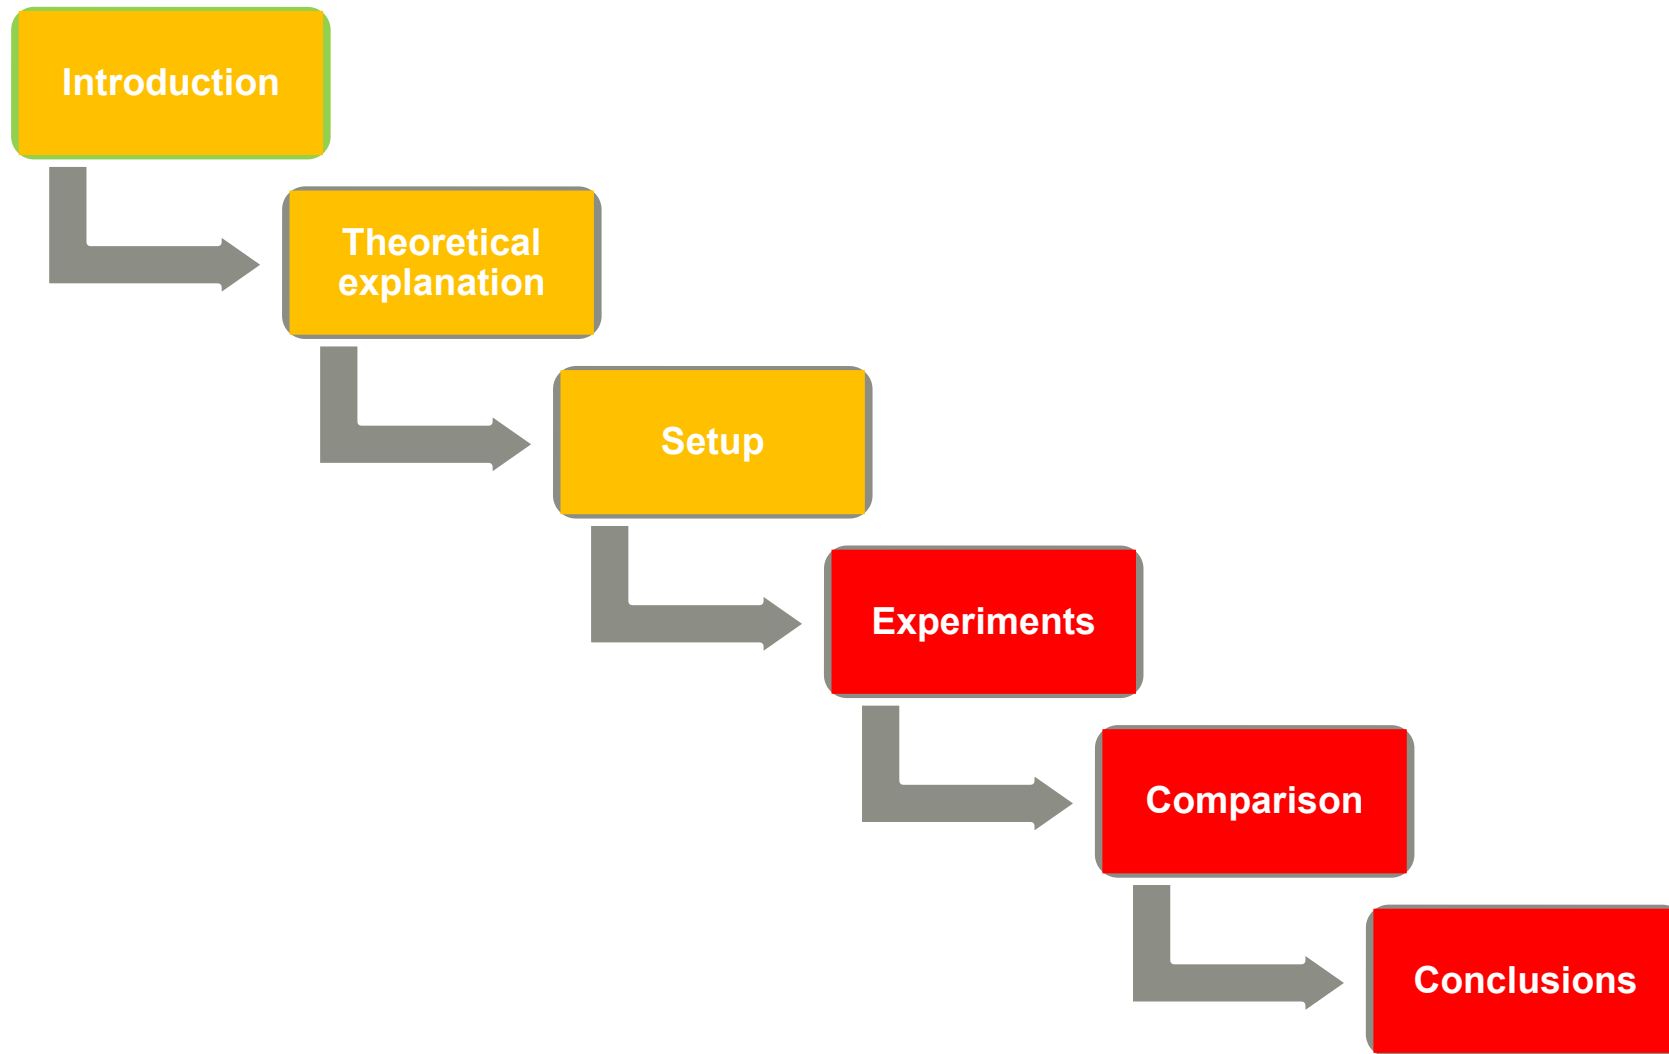 Introduction
Theoretical
explanation
Setup
Experiments
Comparison
Conclusions